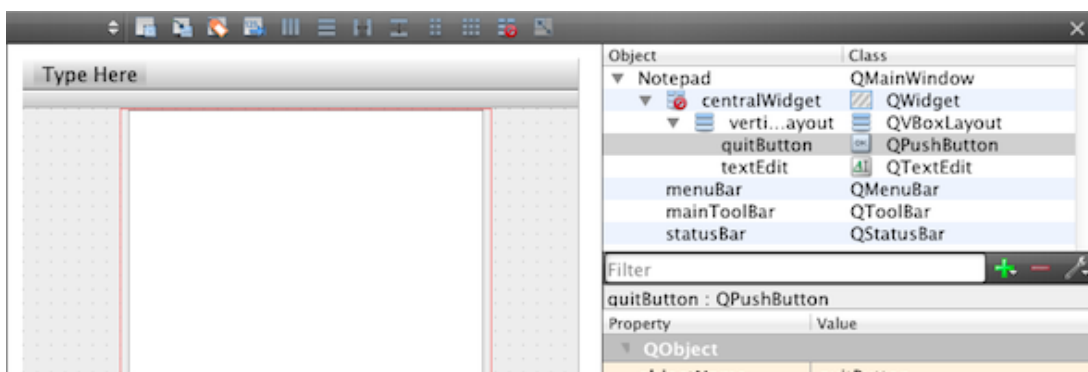 Type Here
Object Class
Notepad QMainWindow
centralWidget QWidget
verti...ayout QVBoxLayout
quitButton QPushButton
textEdit QTextEdit
menuBar QMenuBar
mainToolBar QToolBar
statusBar QStatusBar
Filter
quitButton : QPushButton
Property Value
QObject